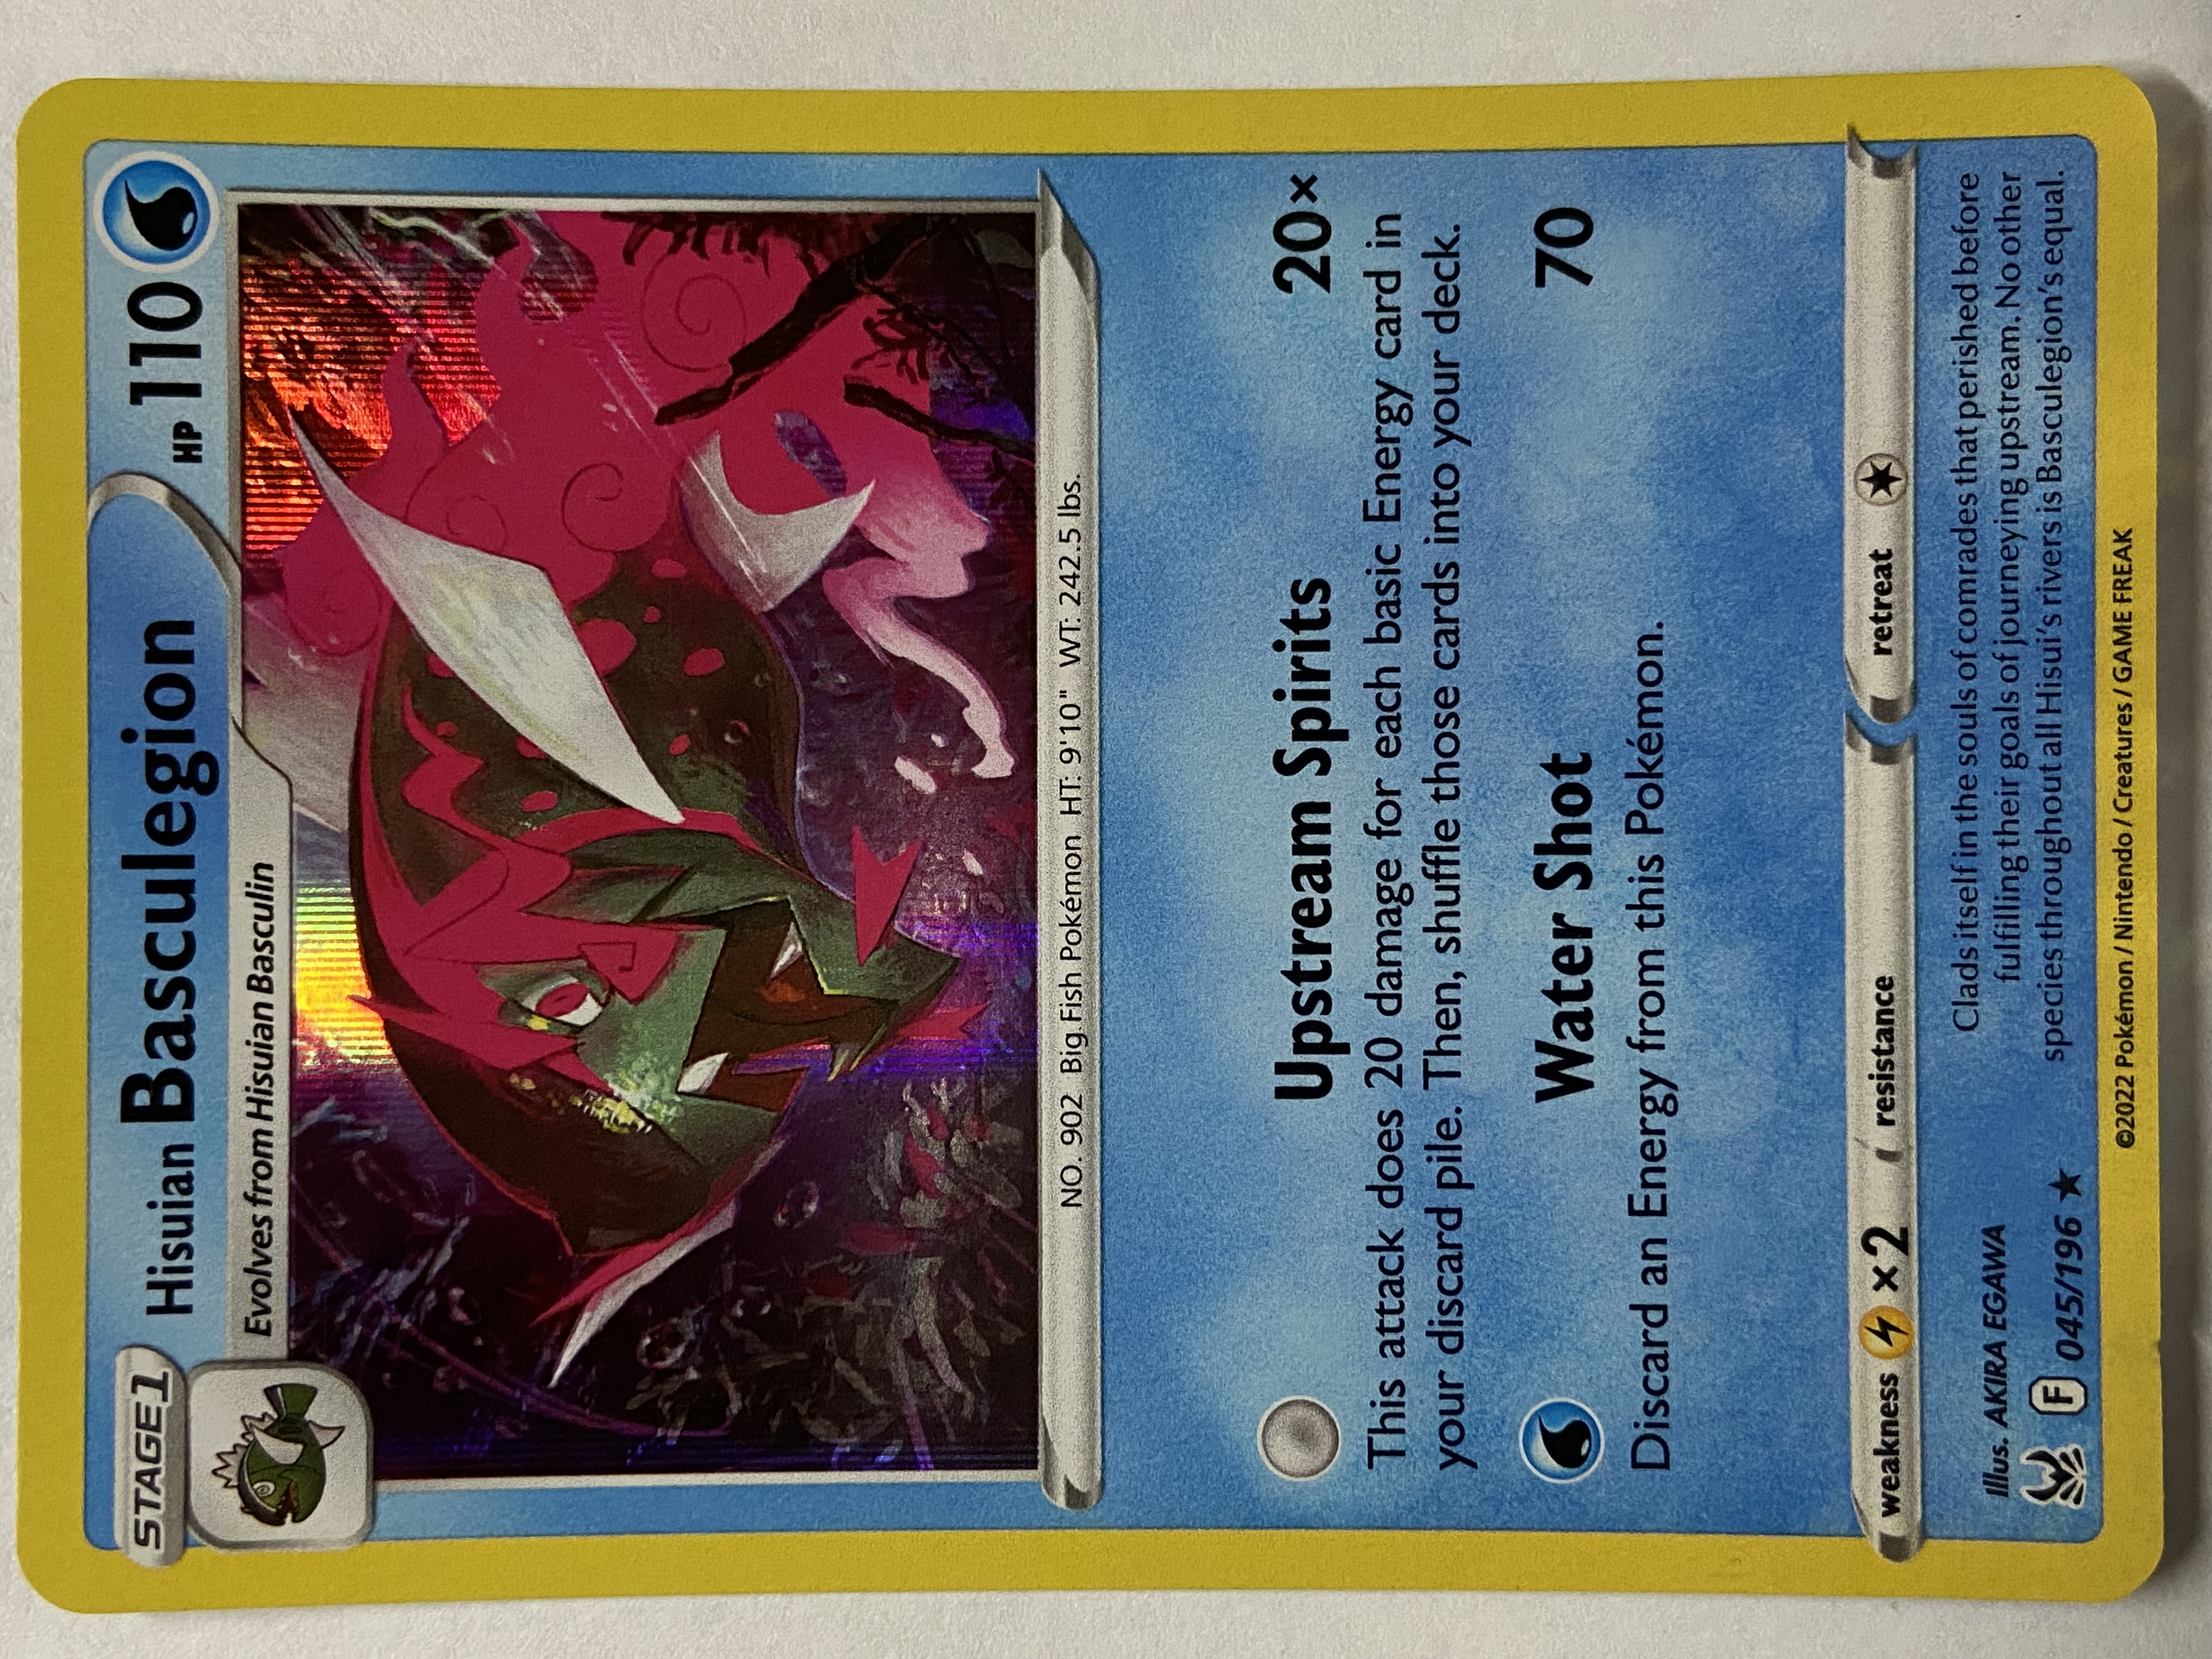 STAGE1
Hisuian Basculegion
HP 110
Evolves from Hisuian Basculin
NO. 902 Big Fish Pokémon HT: 9'10" WT: 242.5 lbs.
Upstream Spirits 20×
This attack does 20 damage for each basic Energy card in
your discard pile. Then, shuffle those cards into your deck.
Water Shot 70
Discard an Energy from this Pokémon.
weakness ×2 resistance retreat
Illus. AKIRA EGAWA
F 045/196 ★
Clads itself in the souls of comrades that perished before
fulfilling their goals of journeying upstream. No other
species throughout all Hisui's rivers is Basculegion's equal.
©2022 Pokémon / Nintendo / Creatures / GAME FREAK